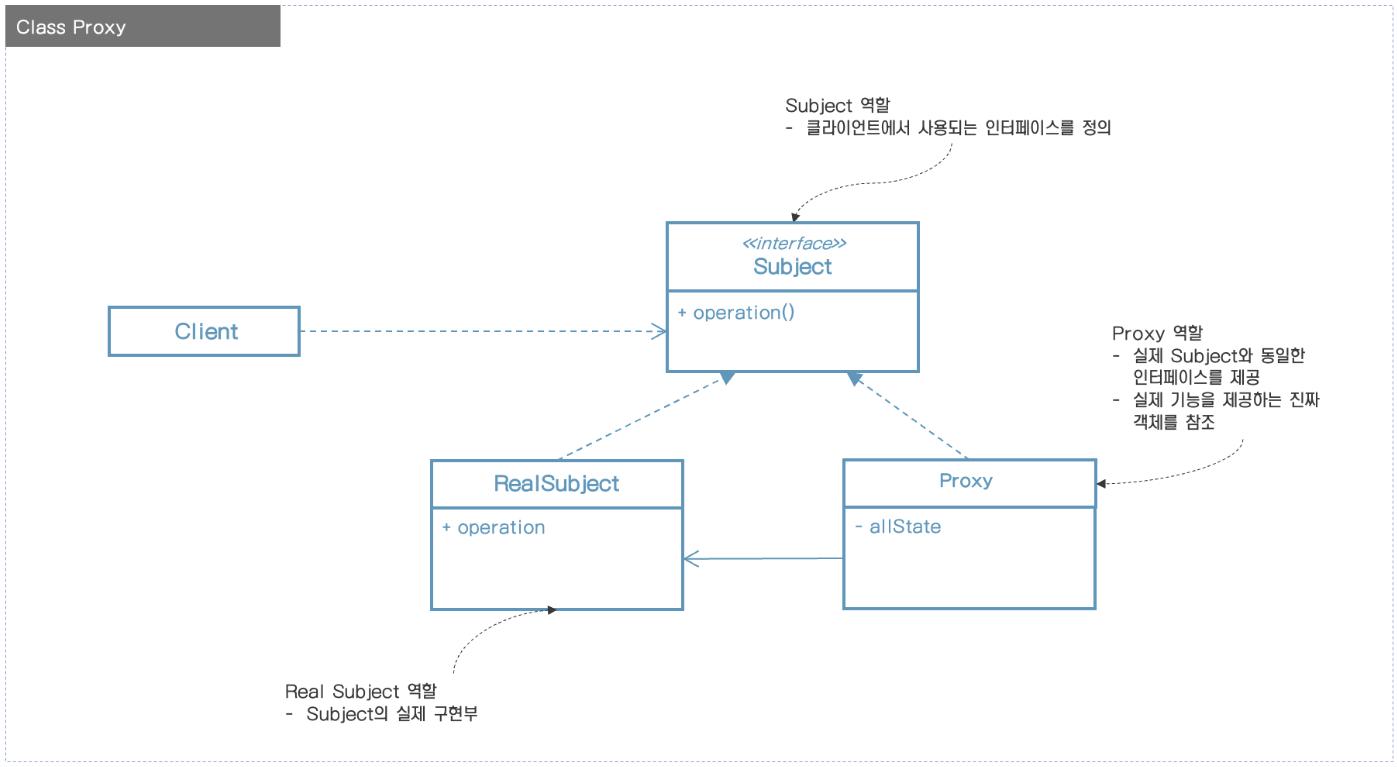 Class Proxy
Subject 역할
- 클라이언트에서 사용되는 인터페이스를 정의
≪interface≫
Subject
+ operation()
Client
Proxy 역할
- 실제 Subject와 동일한
인터페이스를 제공
- 실제 기능을 제공하는 진짜
객체를 참조
RealSubject
+ operation
Proxy
- allState
Real Subject 역할
- Subject의 실제 구현부